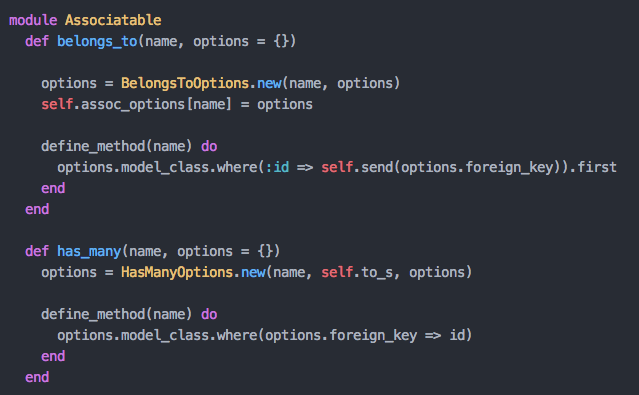 module Associatable
  def belongs_to(name, options = {})

    options = BelongsToOptions.new(name, options)
    self.assoc_options[name] = options

    define_method(name) do
      options.model_class.where(:id => self.send(options.foreign_key)).first
    end
  end

  def has_many(name, options = {})
    options = HasManyOptions.new(name, self.to_s, options)

    define_method(name) do
      options.model_class.where(options.foreign_key => id)
    end
  end